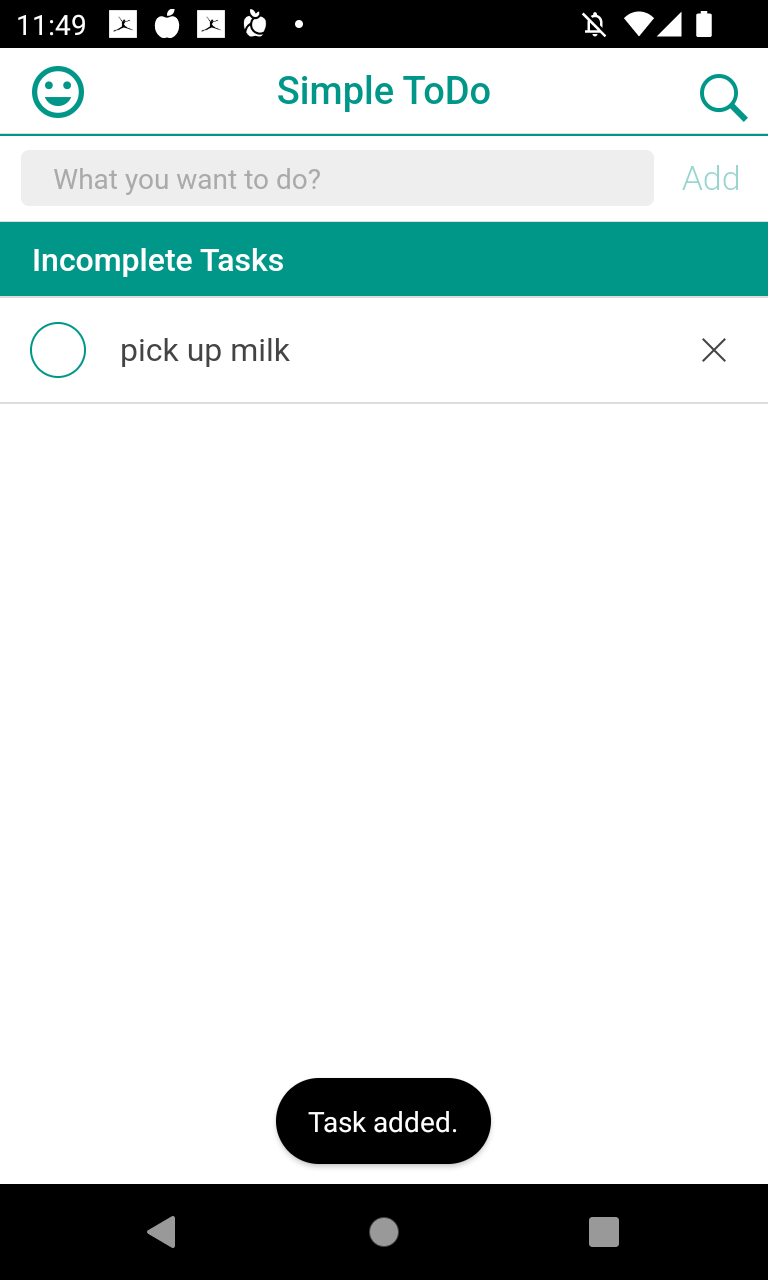 11:49
Simple ToDo
What you want to do?
Add
Incomplete Tasks
pick up milk
Task added.